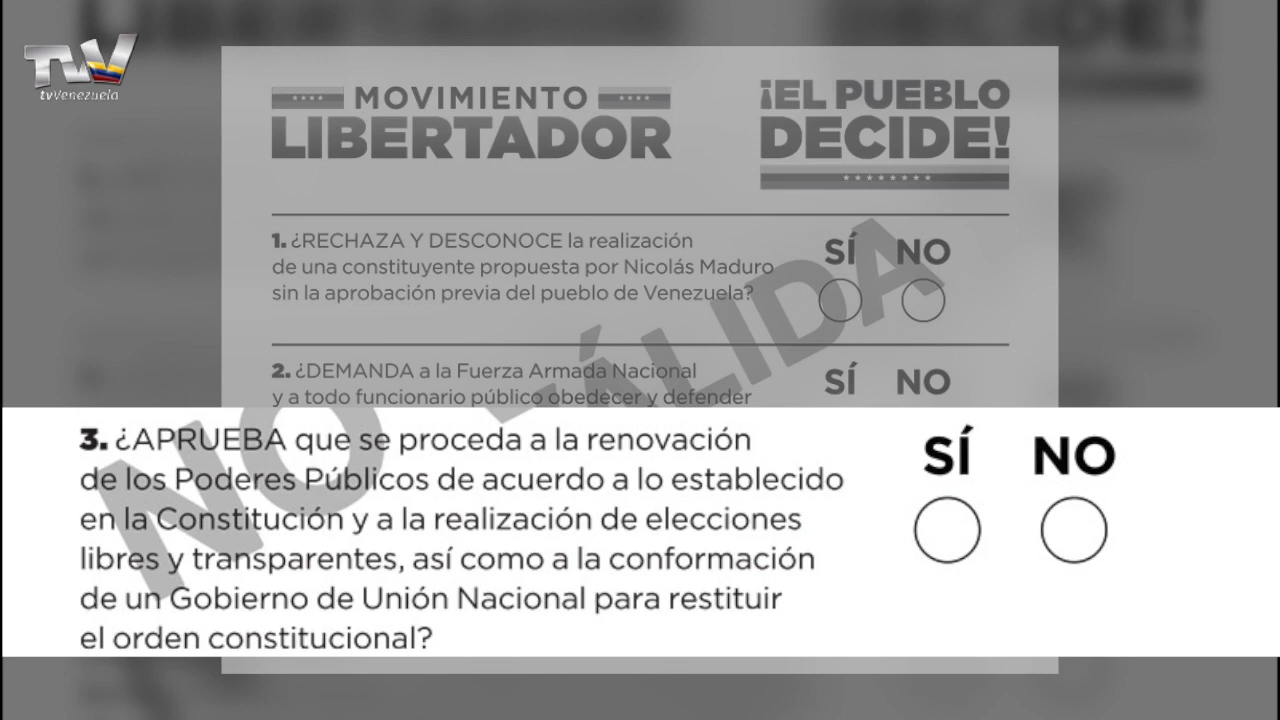 TVV
tvVenezuela
MOVIMIENTO
LIBERTADOR
¡EL PUEBLO
DECIDE!
1. ¿RECHAZA Y DESCONOCE la realización
de una constituyente propuesta por Nicolás Maduro
sin la aprobación previa del pueblo de Venezuela?
SÍ NO
2. ¿DEMANDA a la Fuerza Armada Nacional
y a todo funcionario público obedecer y defender
SÍ NO
3. ¿APRUEBA que se proceda a la renovación
de los Poderes Públicos de acuerdo a lo establecido
en la Constitución y a la realización de elecciones
libres y transparentes, así como a la conformación
de un Gobierno de Unión Nacional para restituir
el orden constitucional?
SÍ NO
NO VÁLIDA